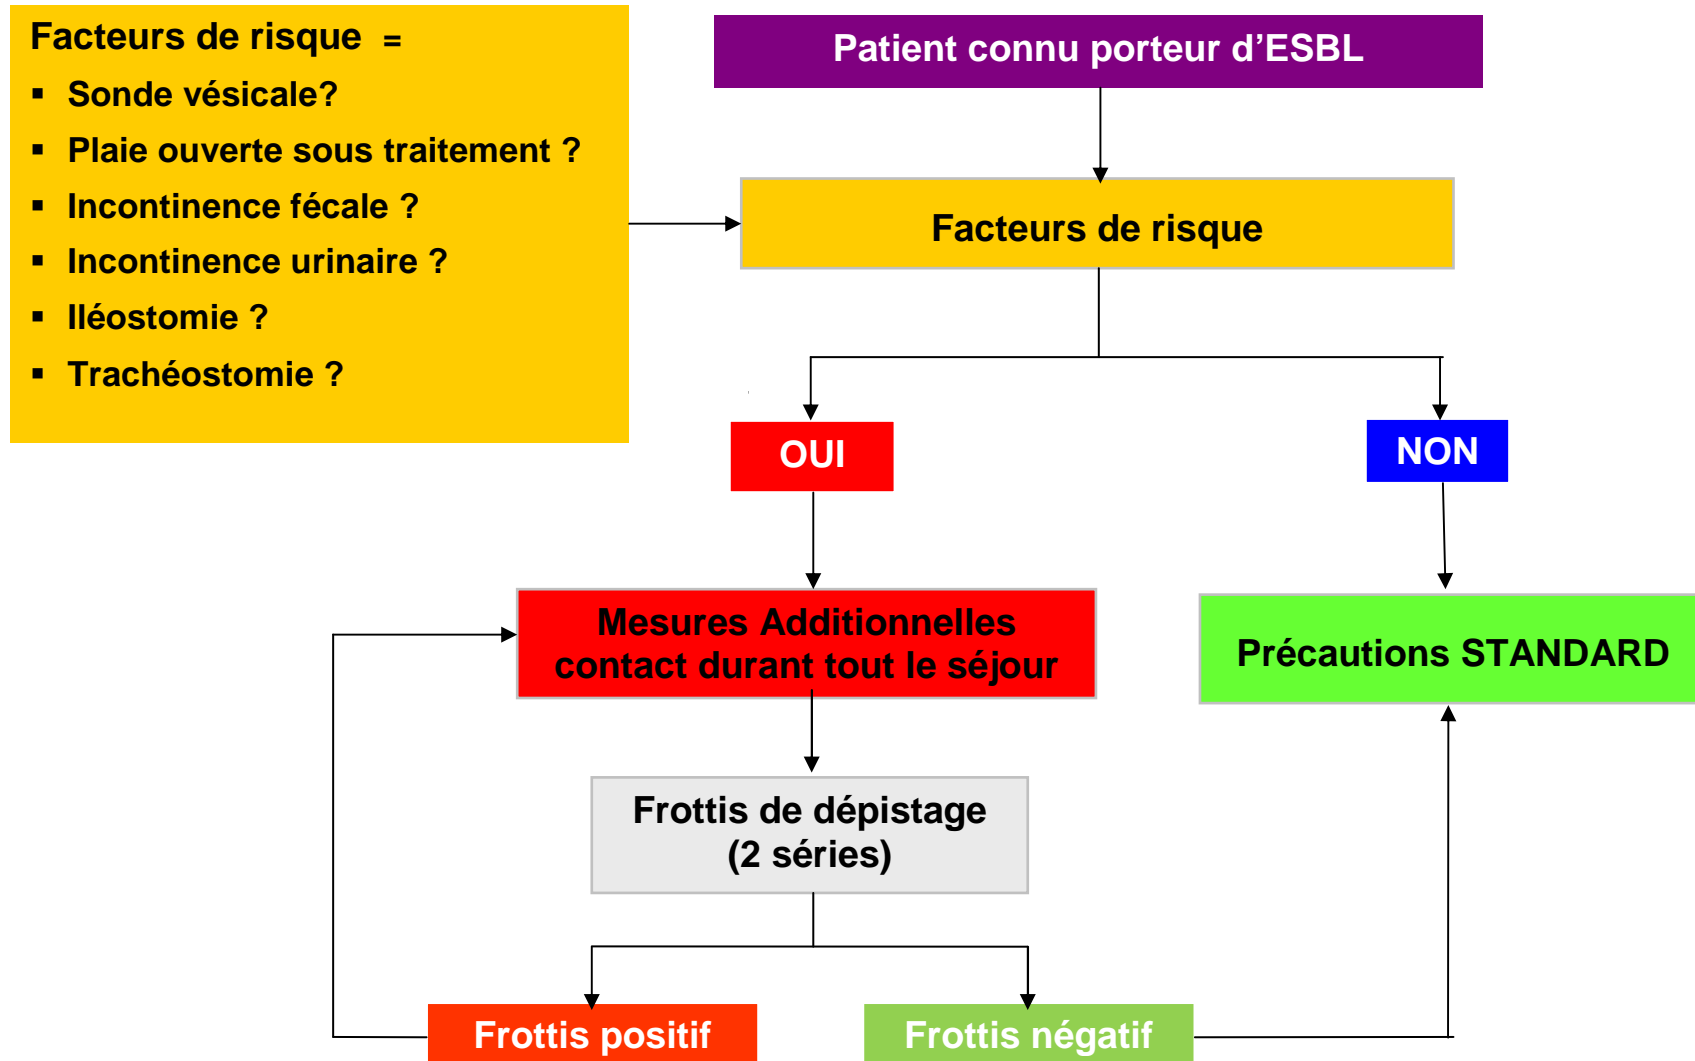 Facteurs de risque =
▪ Sonde vésicale?
▪ Plaie ouverte sous traitement ?
▪ Incontinence fécale ?
▪ Incontinence urinaire ?
▪ Iléostomie ?
▪ Trachéostomie ?
Patient connu porteur d’ESBL
Facteurs de risque
OUI
NON
Mesures Additionnelles
contact durant tout le séjour
Précautions STANDARD
Frottis de dépistage
(2 séries)
Frottis positif
Frottis négatif